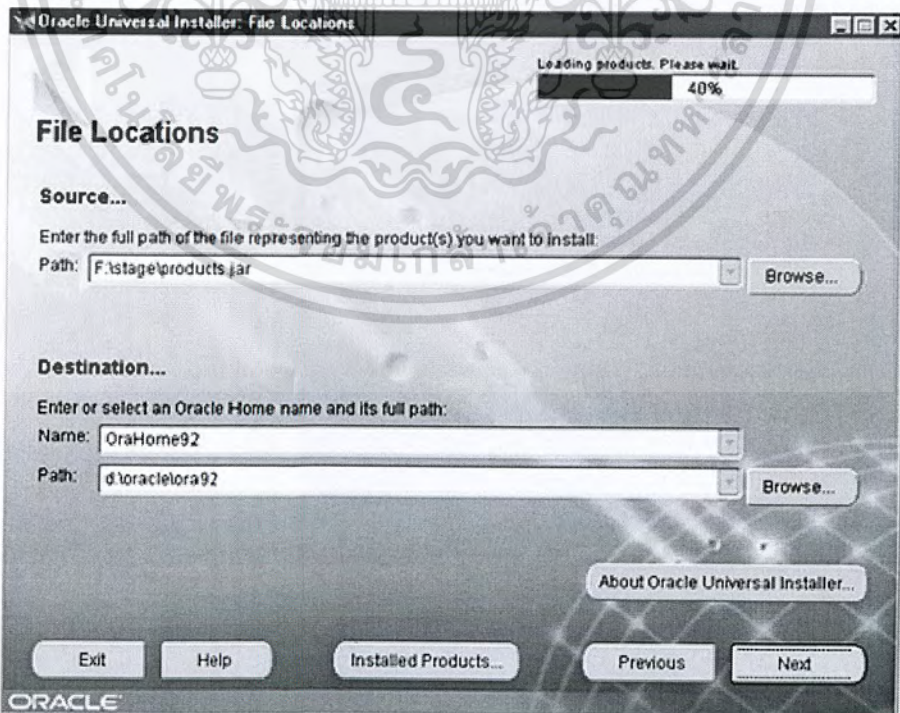 Oracle Universal Installer: File Locations
Loading products. Please wait.
40%
File Locations
Source...
Enter the full path of the file representing the product(s) you want to install:
Path: F:\stage\products.jar
Browse...
Destination...
Enter or select an Oracle Home name and its full path:
Name: OraHome92
Path: d:\oracle\ora92
Browse...
About Oracle Universal Installer...
Exit
Help
Installed Products...
Previous
Next
ORACLE